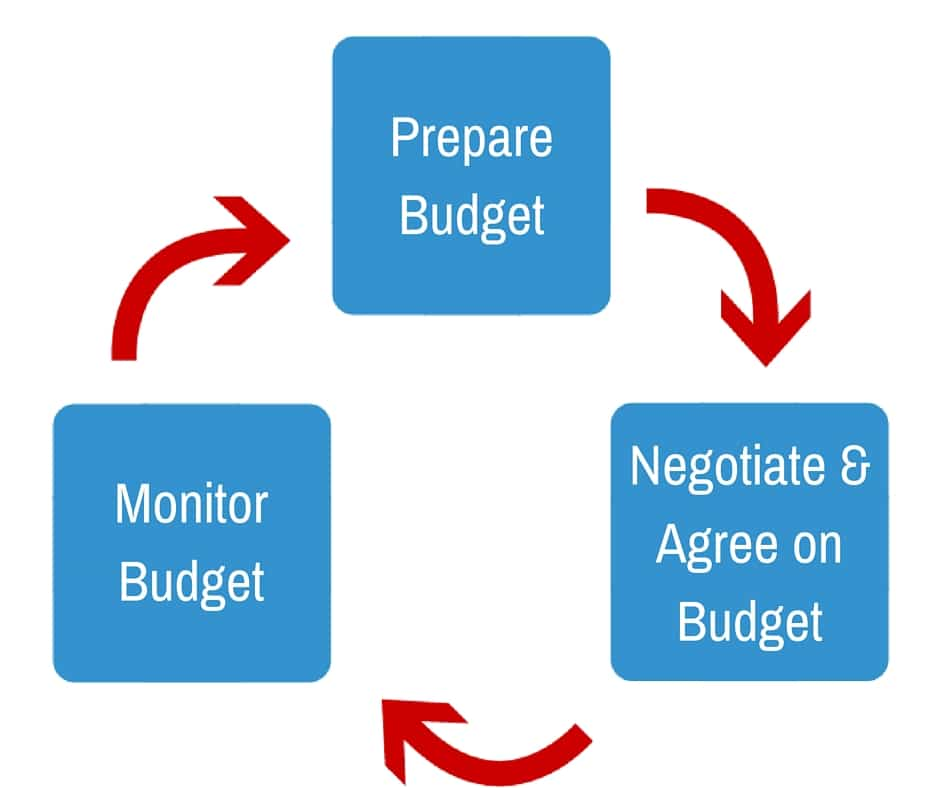 Prepare
Budget
Negotiate &
Agree on
Budget
Monitor
Budget